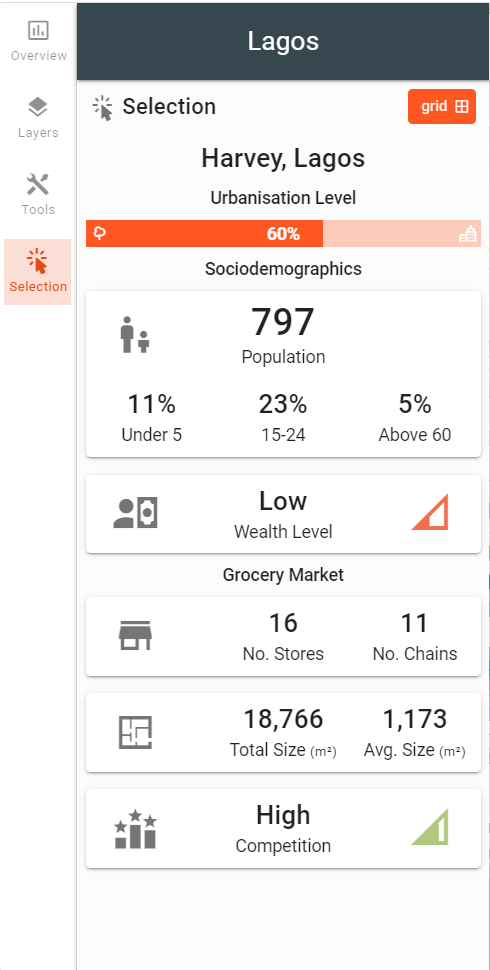 Lagos
Overview
Layers
Tools
Selection
Selection
grid
Harvey, Lagos
Urbanisation Level
60%
Sociodemographics
797
Population
11% 23% 5%
Under 5 15-24 Above 60
Low
Wealth Level
Grocery Market
16 11
No. Stores No. Chains
18,766 1,173
Total Size (m²) Avg. Size (m²)
High
Competition